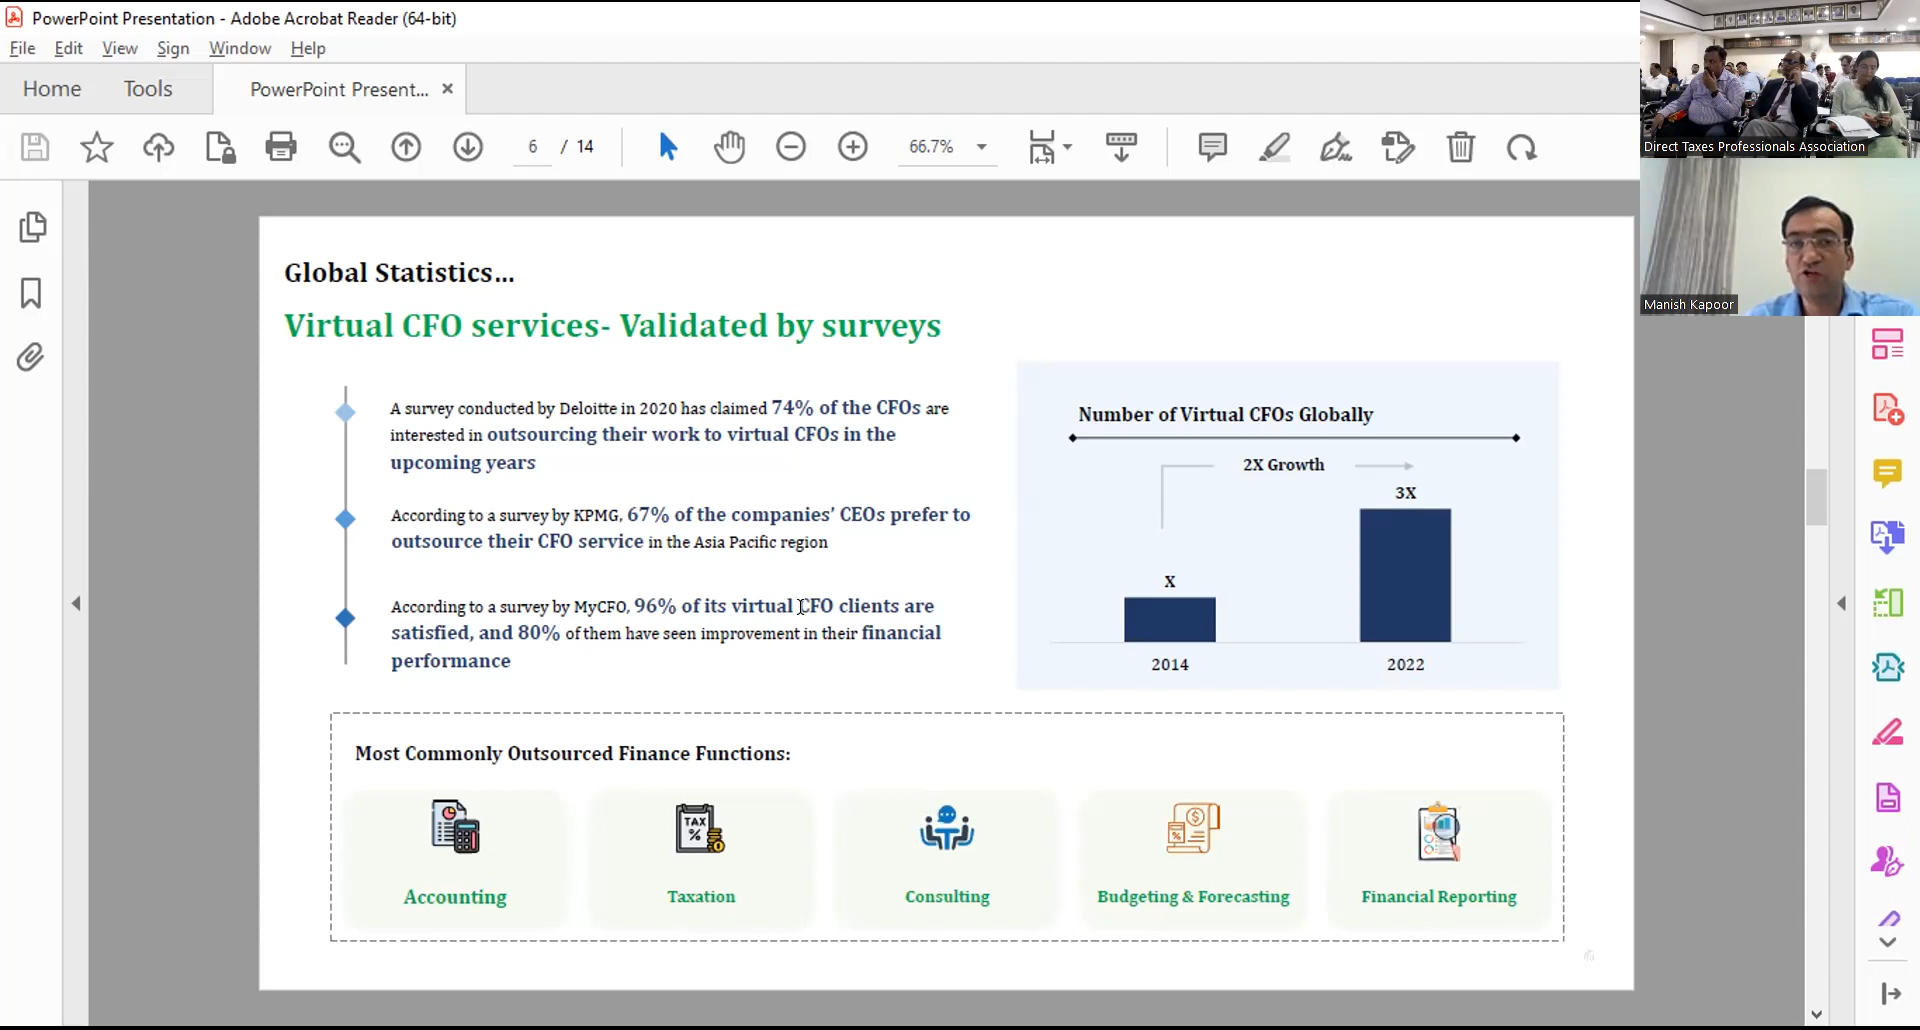 PowerPoint Presentation - Adobe Acrobat Reader (64-bit)
File Edit View Sign Window Help
Home Tools PowerPoint Present... ×
6 / 14 66.7%
Direct Taxes Professionals Association
Manish Kapoor
Global Statistics...
Virtual CFO services- Validated by surveys
A survey conducted by Deloitte in 2020 has claimed 74% of the CFOs are
interested in outsourcing their work to virtual CFOs in the
upcoming years
According to a survey by KPMG, 67% of the companies' CEOs prefer to
outsource their CFO service in the Asia Pacific region
According to a survey by MyCFO, 96% of its virtual CFO clients are
satisfied, and 80% of them have seen improvement in their financial
performance
Number of Virtual CFOs Globally
2X Growth
3X
X
2014 2022
Most Commonly Outsourced Finance Functions:
TAX
%
$
%
Accounting Taxation Consulting Budgeting & Forecasting Financial Reporting